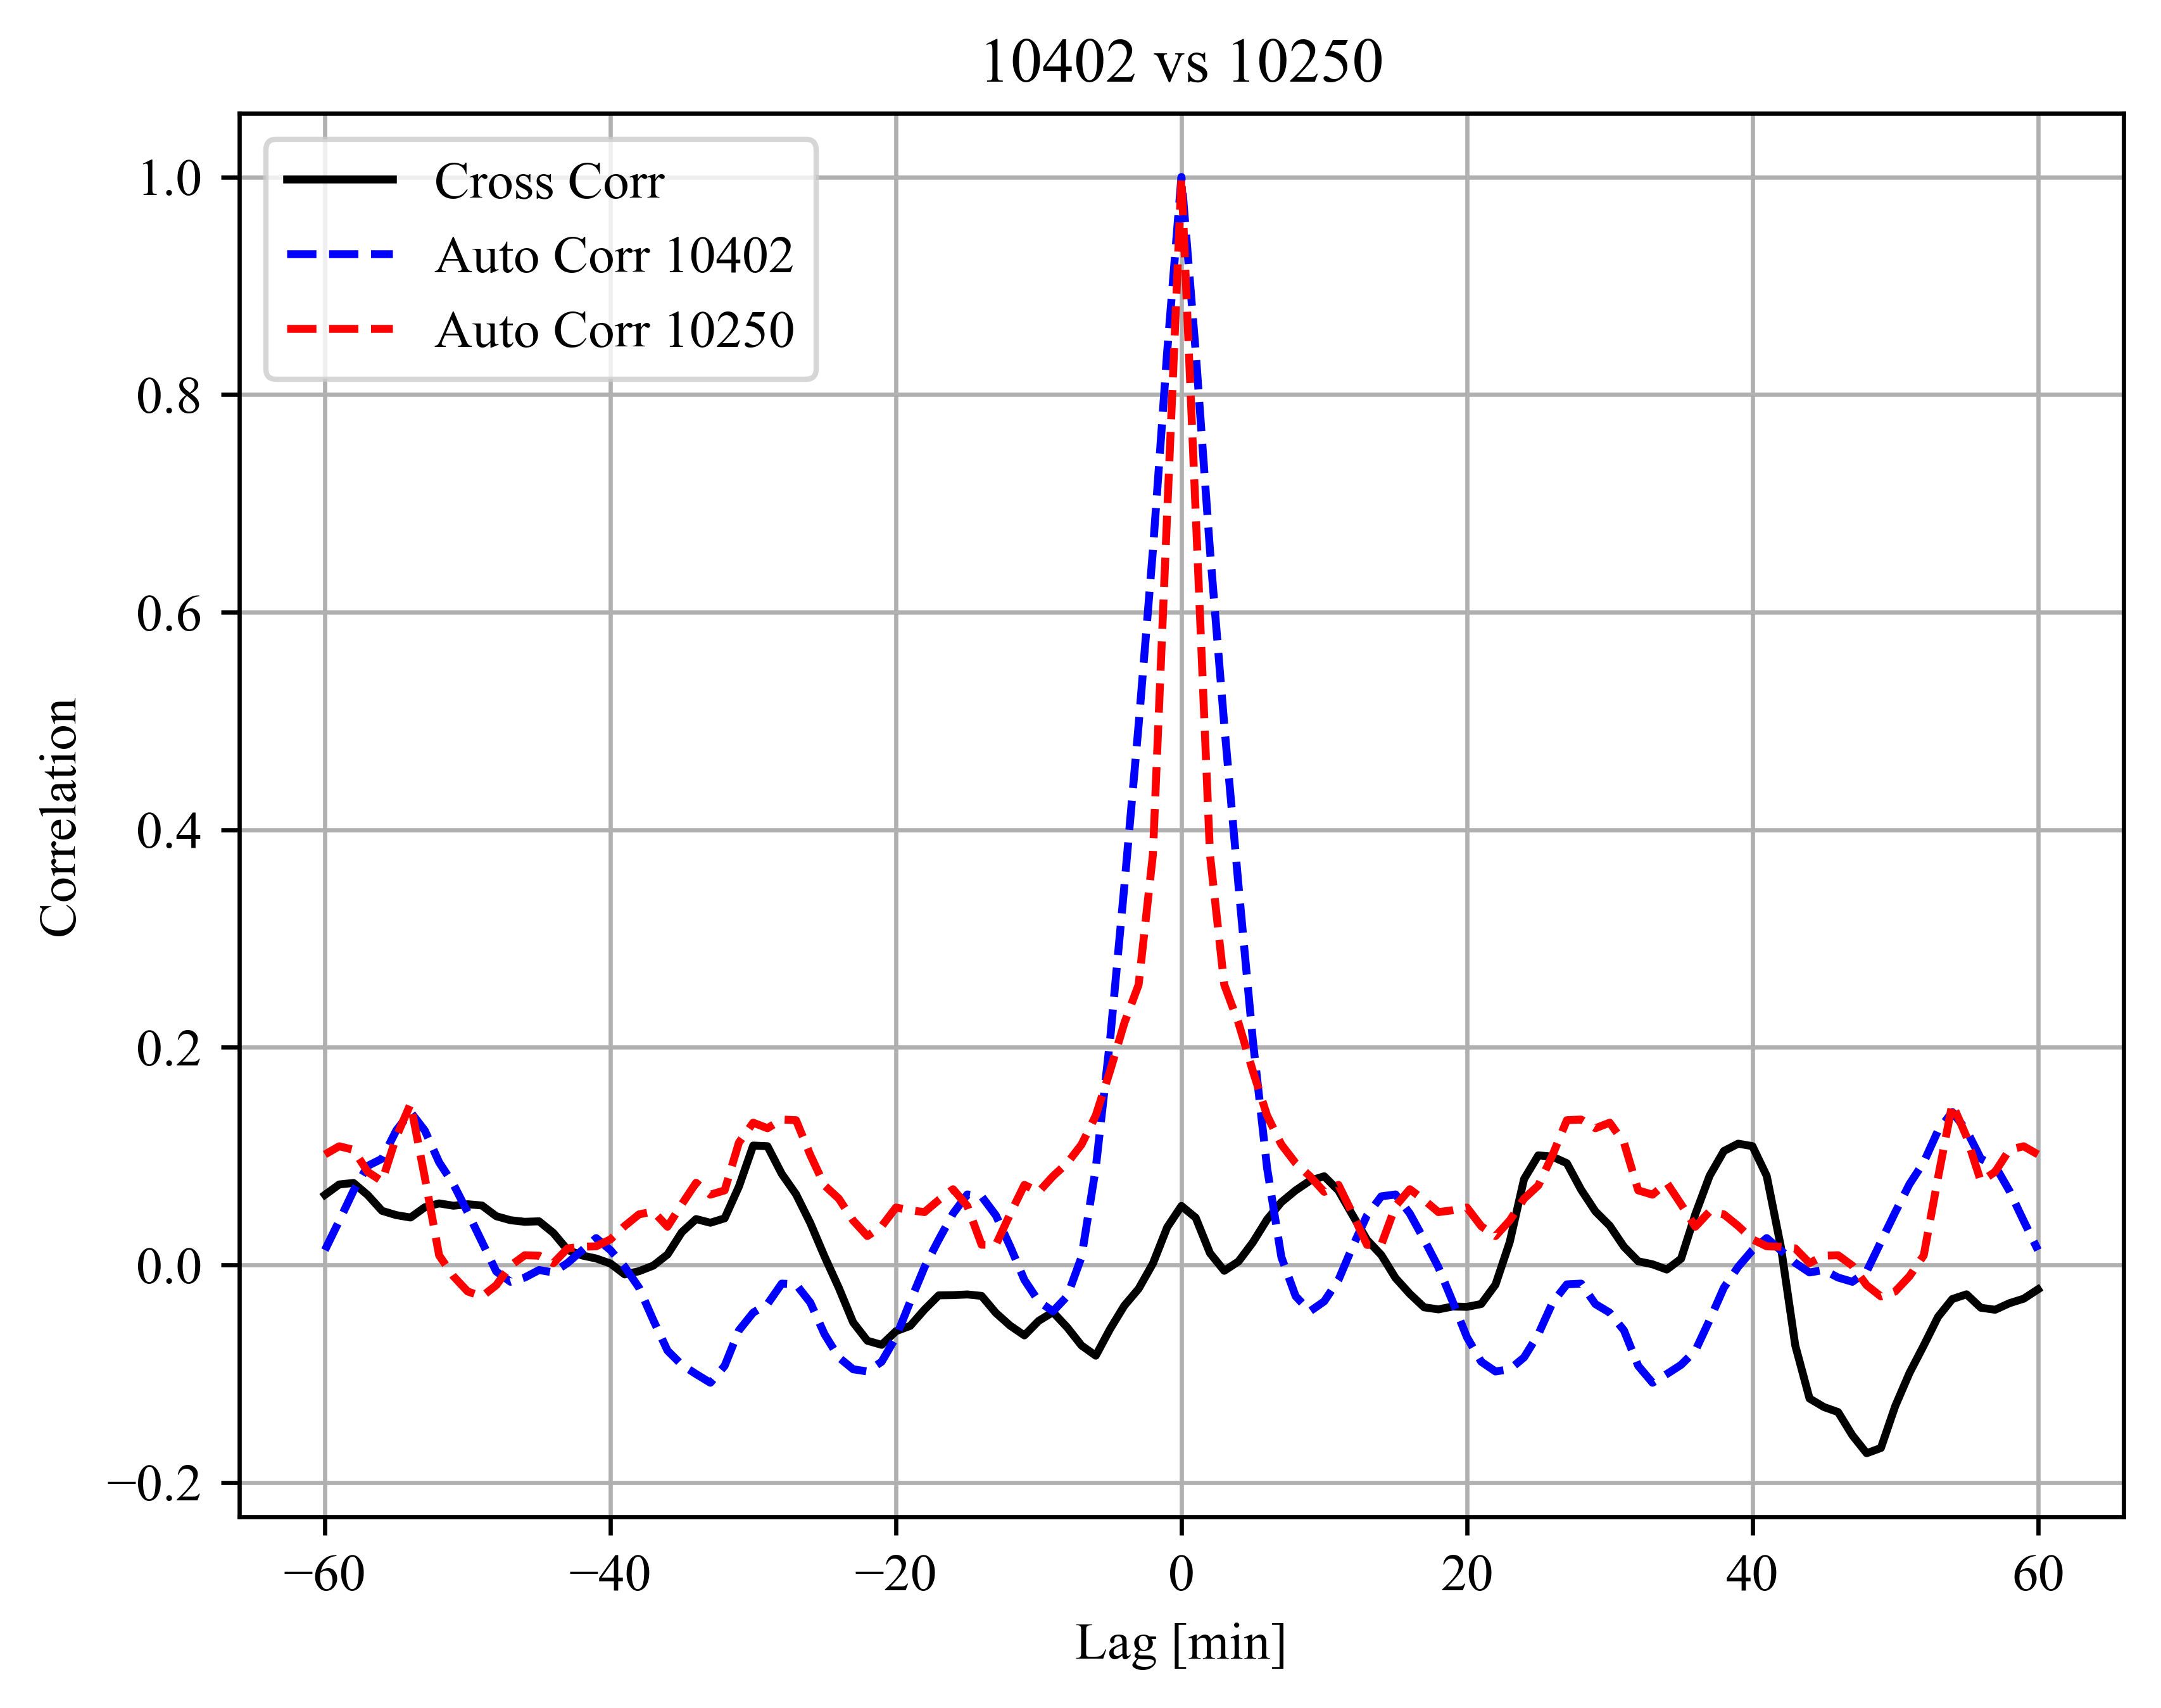 10402 vs 10250
Cross Corr
Auto Corr 10402
Auto Corr 10250
1.0
0.8
0.6
0.4
0.2
0.0
−0.2
Correlation
−60 −40 −20 0 20 40 60
Lag [min]